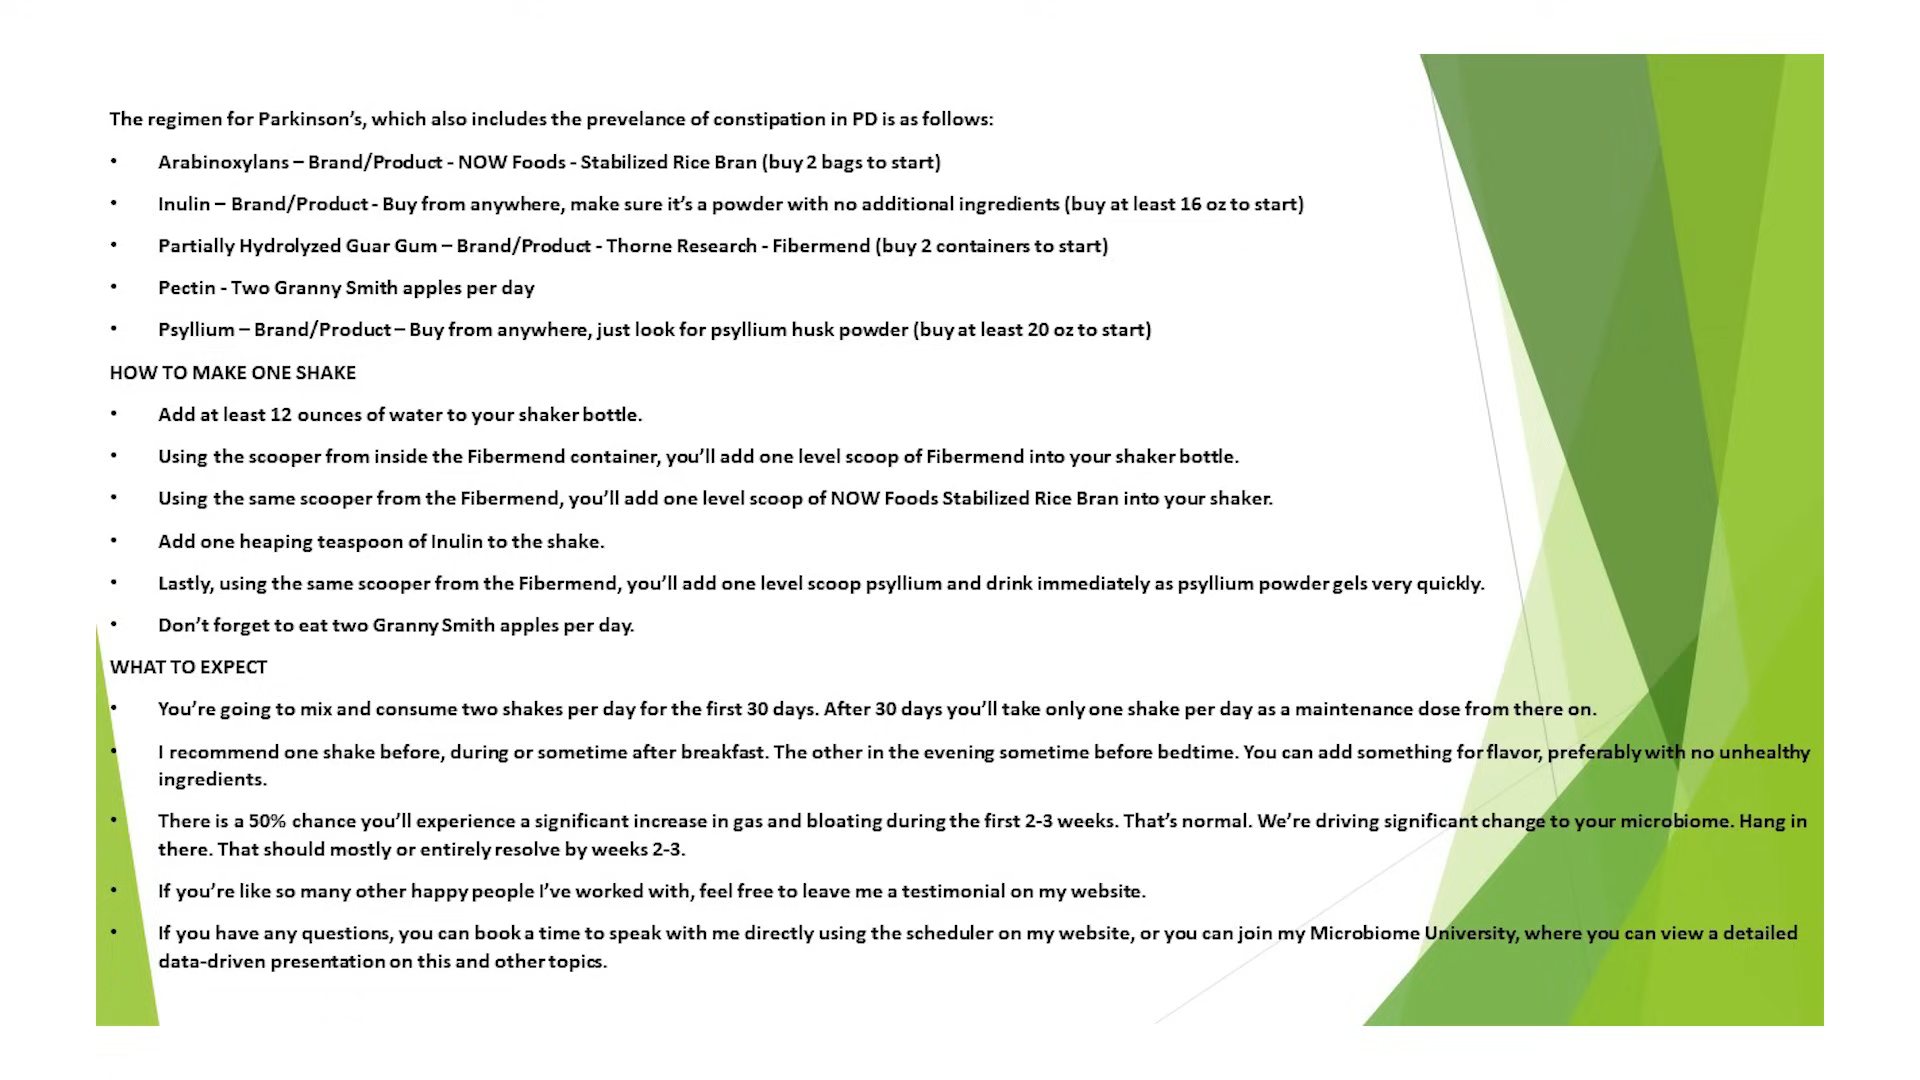 The regimen for Parkinson’s, which also includes the prevelance of constipation in PD is as follows:
• Arabinoxylans – Brand/Product - NOW Foods - Stabilized Rice Bran (buy 2 bags to start)
• Inulin – Brand/Product - Buy from anywhere, make sure it’s a powder with no additional ingredients (buy at least 16 oz to start)
• Partially Hydrolyzed Guar Gum – Brand/Product - Thorne Research - Fibermend (buy 2 containers to start)
• Pectin - Two Granny Smith apples per day
• Psyllium – Brand/Product – Buy from anywhere, just look for psyllium husk powder (buy at least 20 oz to start)
HOW TO MAKE ONE SHAKE
• Add at least 12 ounces of water to your shaker bottle.
• Using the scooper from inside the Fibermend container, you’ll add one level scoop of Fibermend into your shaker bottle.
• Using the same scooper from the Fibermend, you’ll add one level scoop of NOW Foods Stabilized Rice Bran into your shaker.
• Add one heaping teaspoon of Inulin to the shake.
• Lastly, using the same scooper from the Fibermend, you’ll add one level scoop psyllium and drink immediately as psyllium powder gels very quickly.
• Don’t forget to eat two Granny Smith apples per day.
WHAT TO EXPECT
• You’re going to mix and consume two shakes per day for the first 30 days. After 30 days you’ll take only one shake per day as a maintenance dose from there on.
• I recommend one shake before, during or sometime after breakfast. The other in the evening sometime before bedtime. You can add something for flavor, preferably with no unhealthy
ingredients.
• There is a 50% chance you’ll experience a significant increase in gas and bloating during the first 2-3 weeks. That’s normal. We’re driving significant change to your microbiome. Hang in
there. That should mostly or entirely resolve by weeks 2-3.
• If you’re like so many other happy people I’ve worked with, feel free to leave me a testimonial on my website.
• If you have any questions, you can book a time to speak with me directly using the scheduler on my website, or you can join my Microbiome University, where you can view a detailed
data-driven presentation on this and other topics.